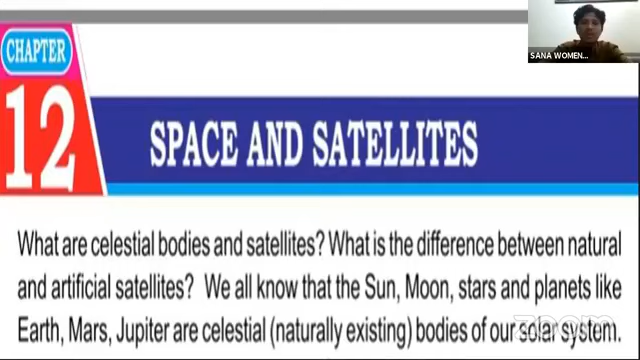 CHAPTER
12
SPACE AND SATELLITES
SANA WOMEN...
What are celestial bodies and satellites? What is the difference between natural
and artificial satellites? We all know that the Sun, Moon, stars and planets like
Earth, Mars, Jupiter are celestial (naturally existing) bodies of our solar system.
zoom